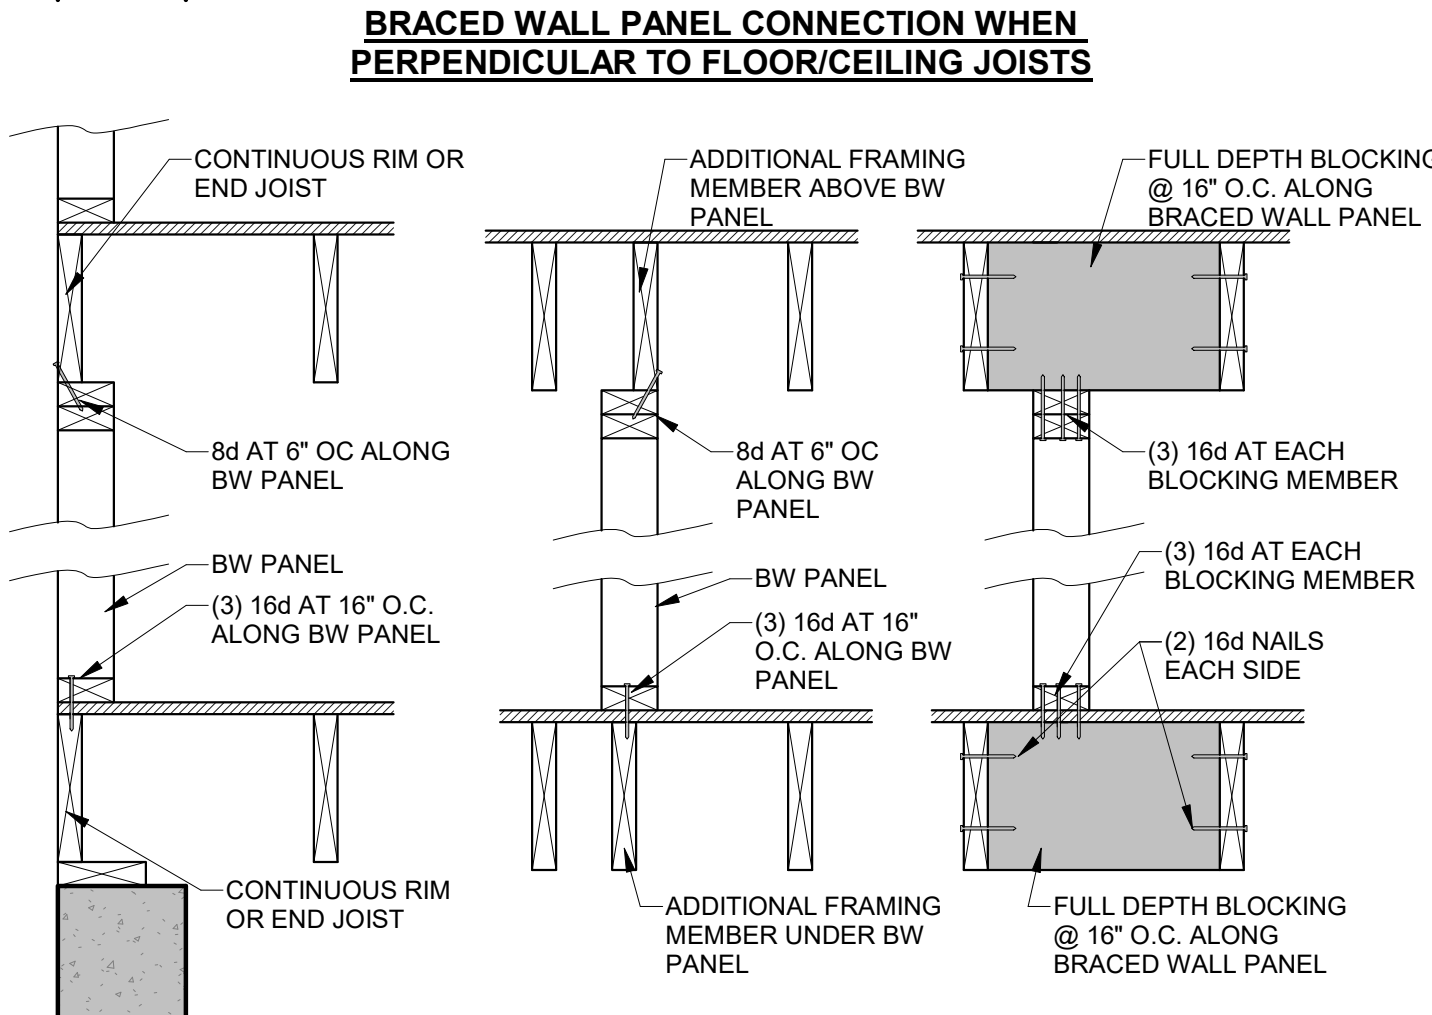 BRACED WALL PANEL CONNECTION WHEN
PERPENDICULAR TO FLOOR/CEILING JOISTS
CONTINUOUS RIM OR
END JOIST
ADDITIONAL FRAMING
MEMBER ABOVE BW
PANEL
FULL DEPTH BLOCKING
@ 16" O.C. ALONG
BRACED WALL PANEL
8d AT 6" OC ALONG
BW PANEL
8d AT 6" OC
ALONG BW
PANEL
(3) 16d AT EACH
BLOCKING MEMBER
BW PANEL
(3) 16d AT 16" O.C.
ALONG BW PANEL
BW PANEL
(3) 16d AT 16"
O.C. ALONG BW
PANEL
(3) 16d AT EACH
BLOCKING MEMBER
(2) 16d NAILS
EACH SIDE
CONTINUOUS RIM
OR END JOIST
ADDITIONAL FRAMING
MEMBER UNDER BW
PANEL
FULL DEPTH BLOCKING
@ 16" O.C. ALONG
BRACED WALL PANEL